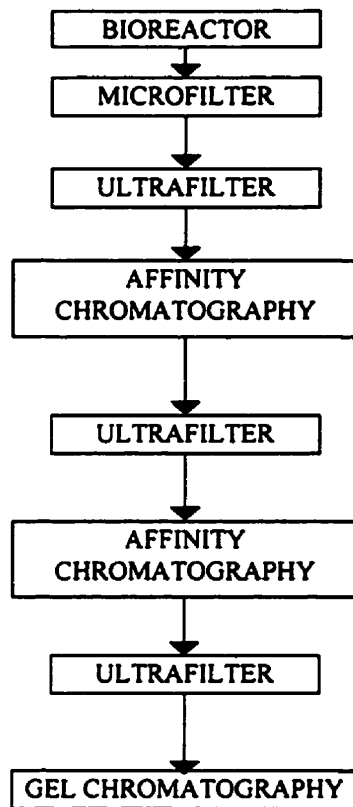 BIOREACTOR
MICROFILTER
ULTRAFILTER
AFFINITY
CHROMATOGRAPHY
ULTRAFILTER
AFFINITY
CHROMATOGRAPHY
ULTRAFILTER
GEL CHROMATOGRAPHY